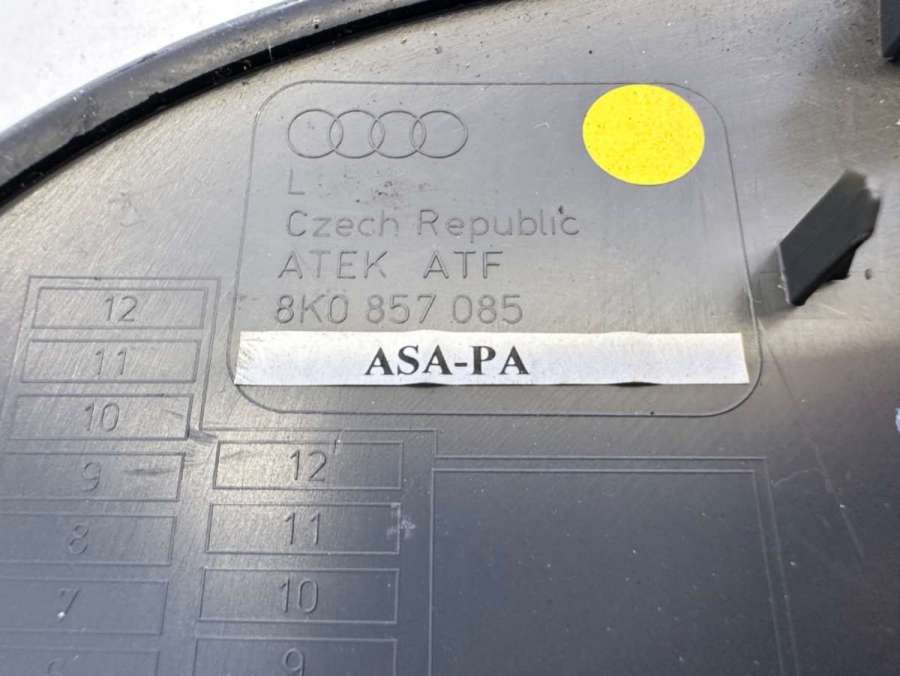 L
Czech Republic
ATEK ATF
8K0 857 085
ASA-PA
12
11
10
9
8
7
12
11
10
9